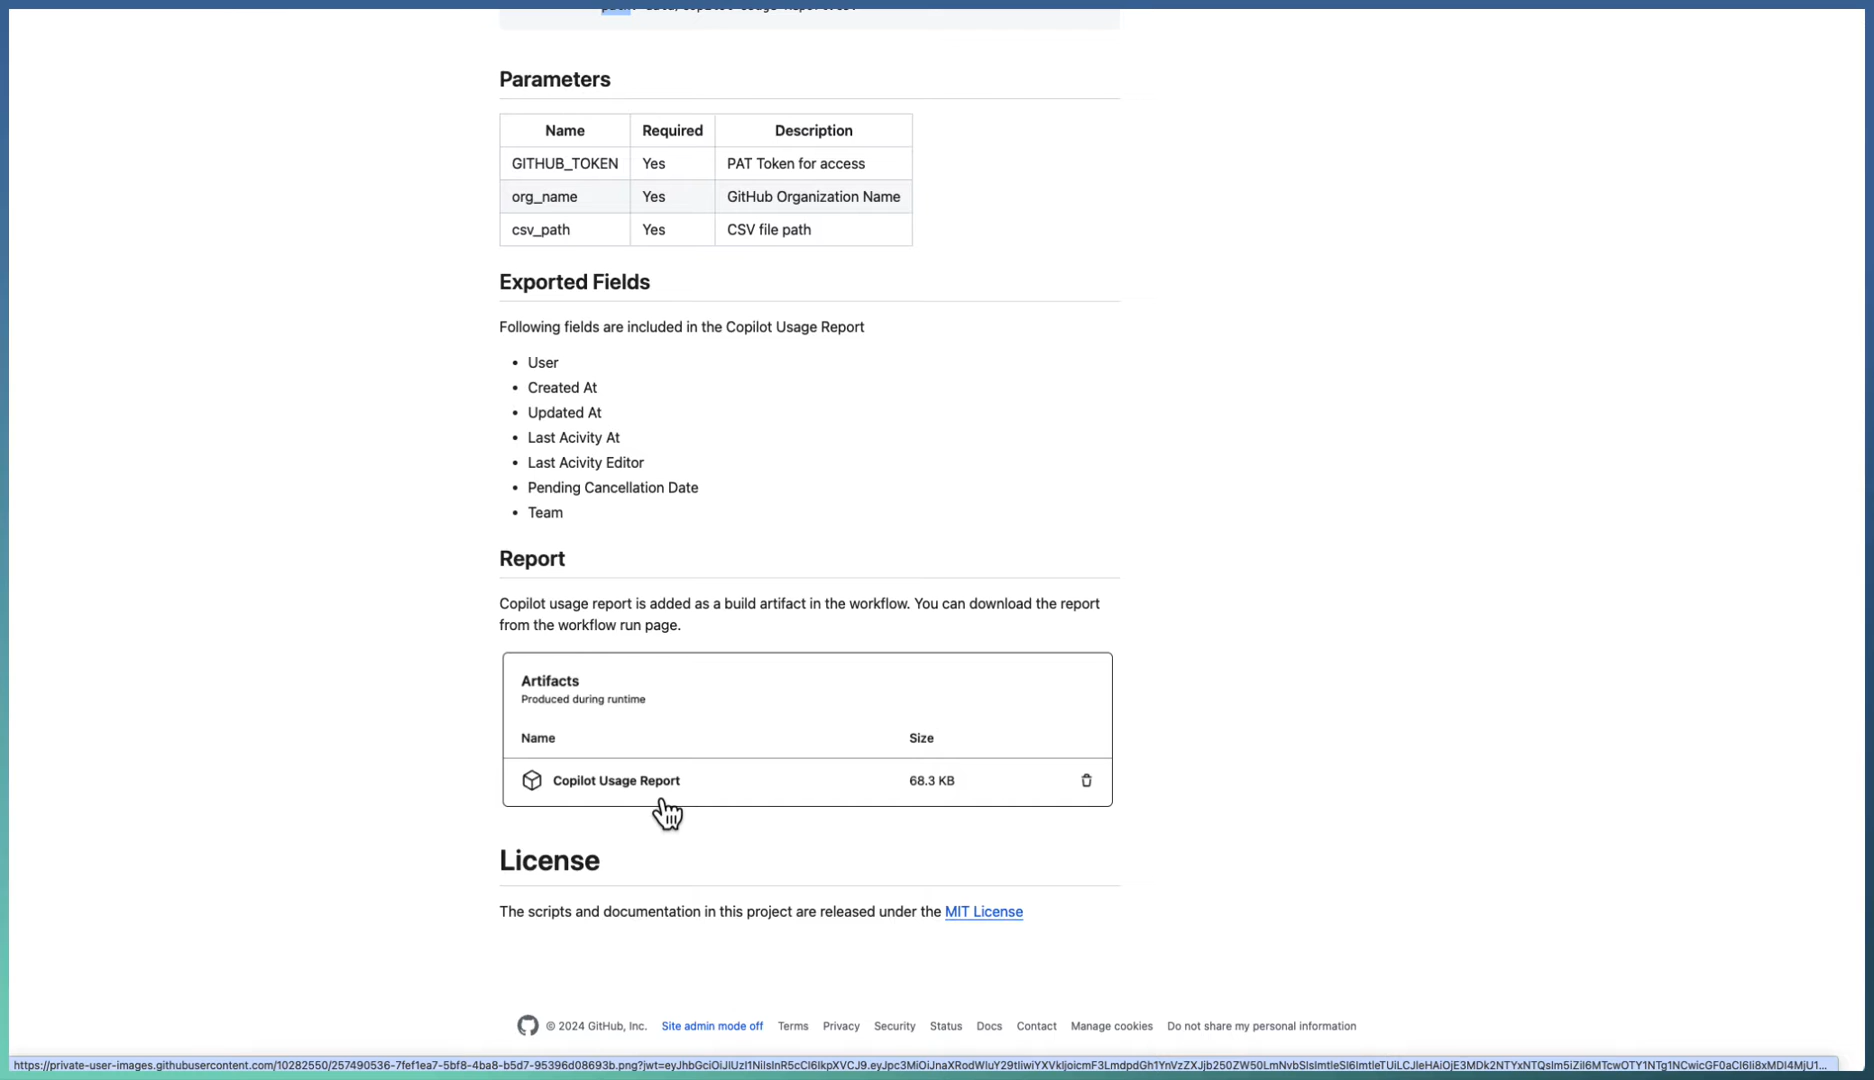 Parameters
Name Required Description
GITHUB_TOKEN Yes PAT Token for access
org_name Yes GitHub Organization Name
csv_path Yes CSV file path
Exported Fields
Following fields are included in the Copilot Usage Report
• User
• Created At
• Updated At
• Last Acivity At
• Last Acivity Editor
• Pending Cancellation Date
• Team
Report
Copilot usage report is added as a build artifact in the workflow. You can download the report
from the workflow run page.
Artifacts
Produced during runtime
Name Size
Copilot Usage Report 68.3 KB
License
The scripts and documentation in this project are released under the MIT License
© 2024 GitHub, Inc. Site admin mode off Terms Privacy Security Status Docs Contact Manage cookies Do not share my personal information